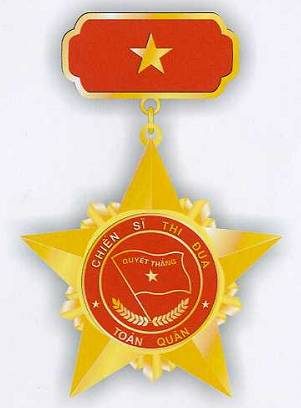 CHIẾN SĨ THI ĐUA
QUYẾT THẮNG
TOÀN QUÂN